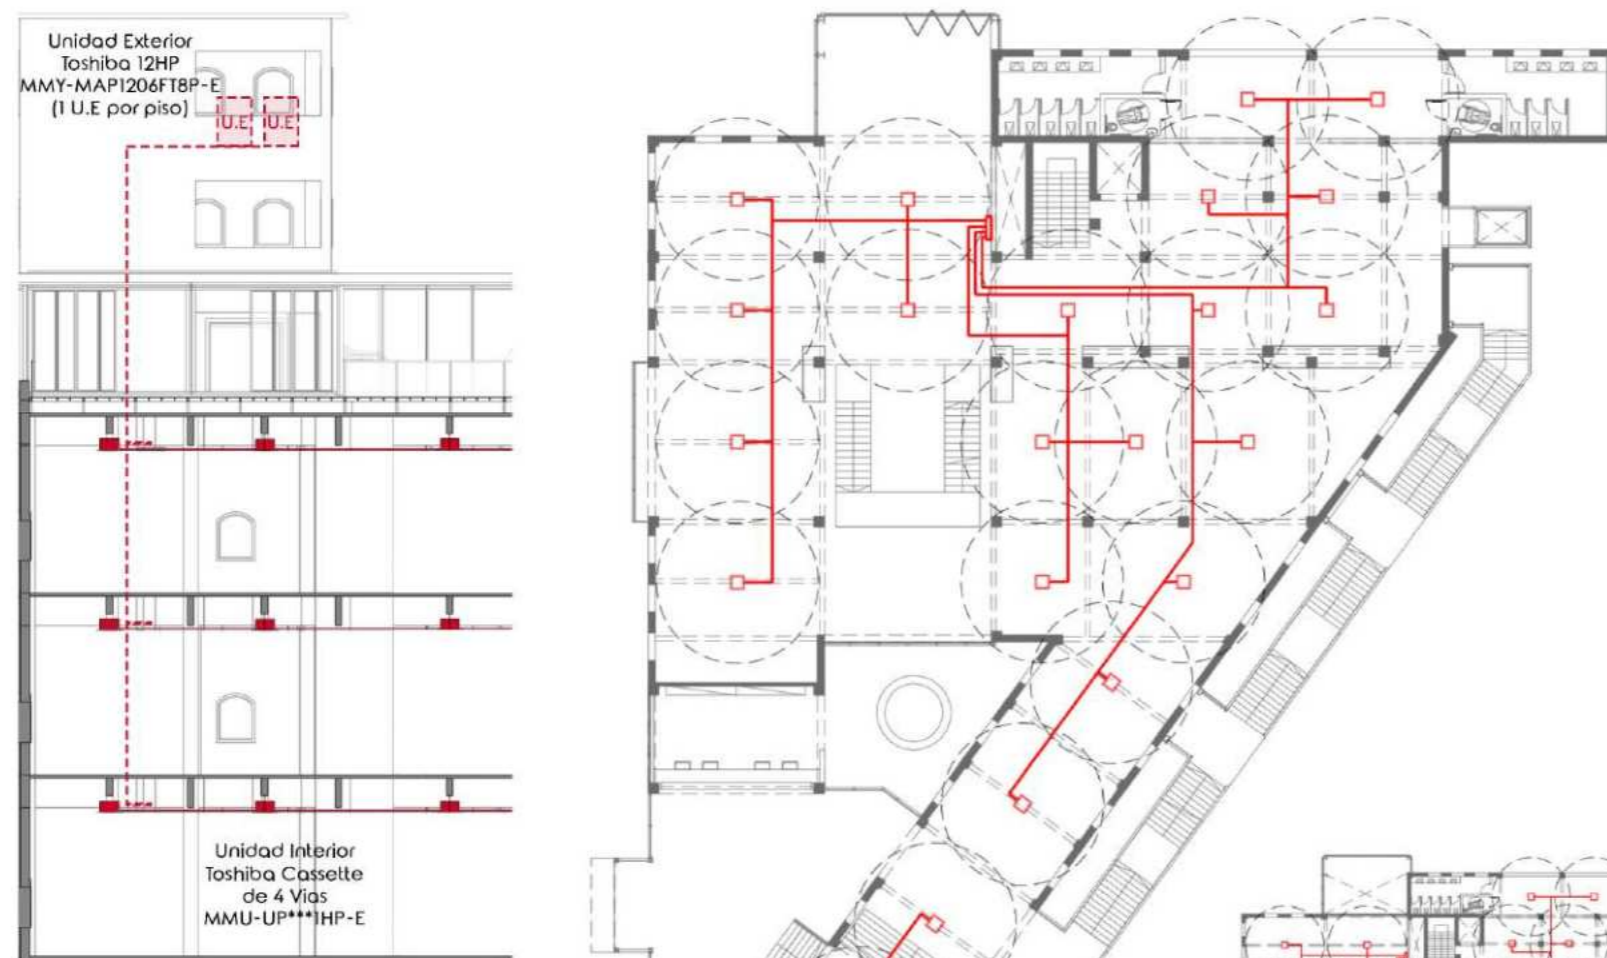 Unidad Exterior
Toshiba 12HP
MMY-MAP1206FT8P-E
(1 U.E por piso)
U.E U.E
Unidad Interior
Toshiba Cassette
de 4 Vias
MMU-UP***1HP-E